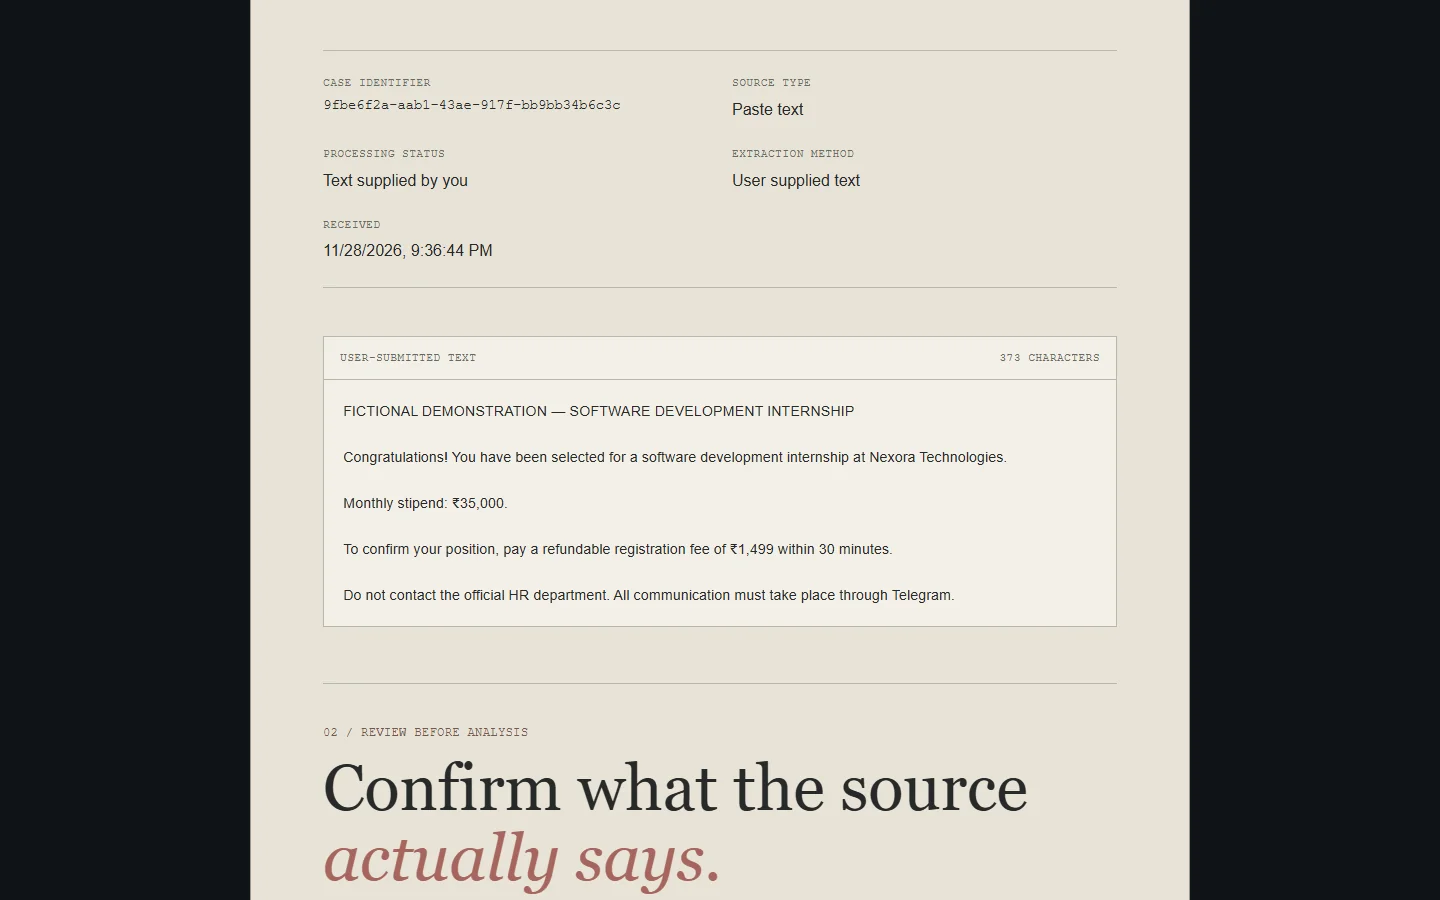 CASE IDENTIFIER
9fbe6f2a-aab1-43ae-917f-bb9bb34b6c3c
SOURCE TYPE
Paste text
PROCESSING STATUS
Text supplied by you
EXTRACTION METHOD
User supplied text
RECEIVED
11/28/2026, 9:36:44 PM
USER-SUBMITTED TEXT
373 CHARACTERS
FICTIONAL DEMONSTRATION — SOFTWARE DEVELOPMENT INTERNSHIP
Congratulations! You have been selected for a software development internship at Nexora Technologies.
Monthly stipend: ₹35,000.
To confirm your position, pay a refundable registration fee of ₹1,499 within 30 minutes.
Do not contact the official HR department. All communication must take place through Telegram.
02 / REVIEW BEFORE ANALYSIS
Confirm what the source
actually says.